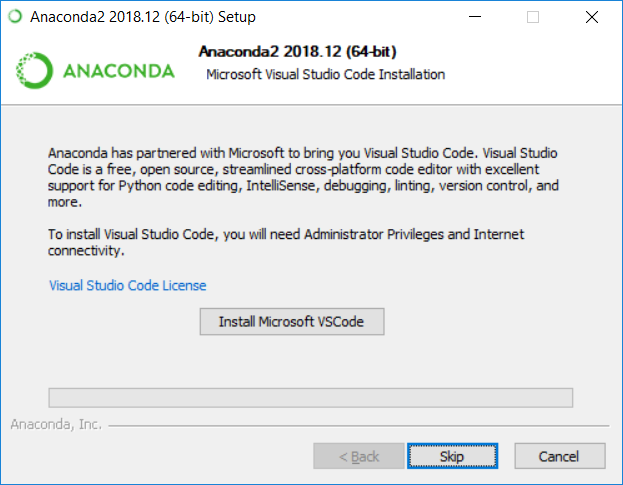 Anaconda2 2018.12 (64-bit) Setup
Anaconda2 2018.12 (64-bit)
ANACONDA
Microsoft Visual Studio Code Installation
Anaconda has partnered with Microsoft to bring you Visual Studio Code. Visual Studio
Code is a free, open source, streamlined cross-platform code editor with excellent
support for Python code editing, IntelliSense, debugging, linting, version control, and
more.
To install Visual Studio Code, you will need Administrator Privileges and Internet
connectivity.
Visual Studio Code License
Install Microsoft VSCode
Anaconda, Inc.
< Back
Skip
Cancel